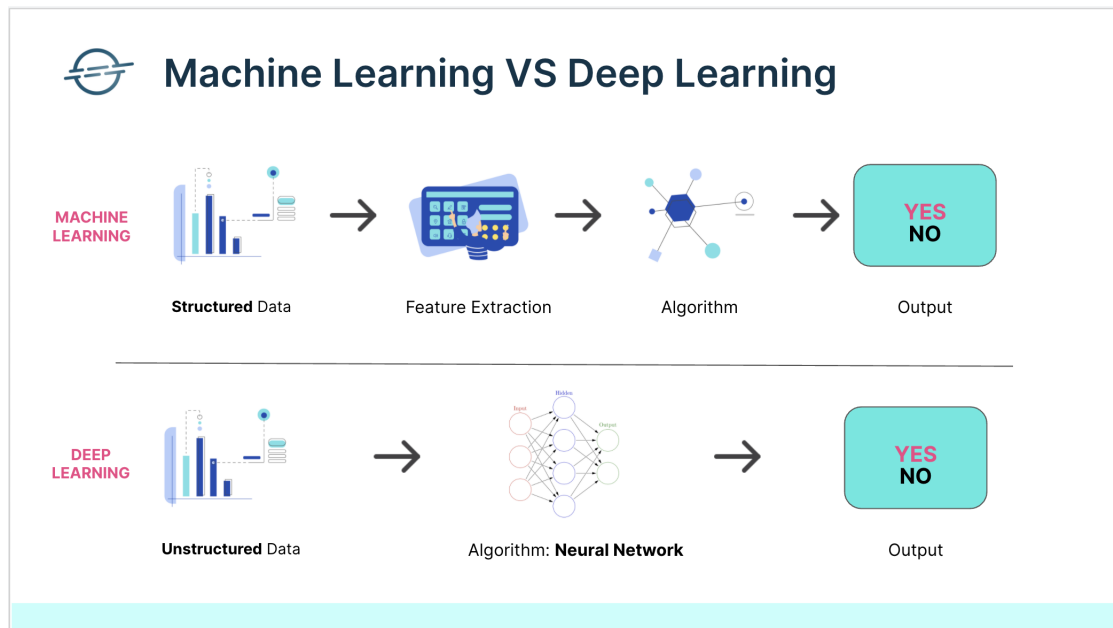 Machine Learning VS Deep Learning
MACHINE
LEARNING
YES
NO
Structured Data
Feature Extraction
Algorithm
Output
DEEP
LEARNING
Input
Hidden
Output
YES
NO
Unstructured Data
Algorithm: Neural Network
Output